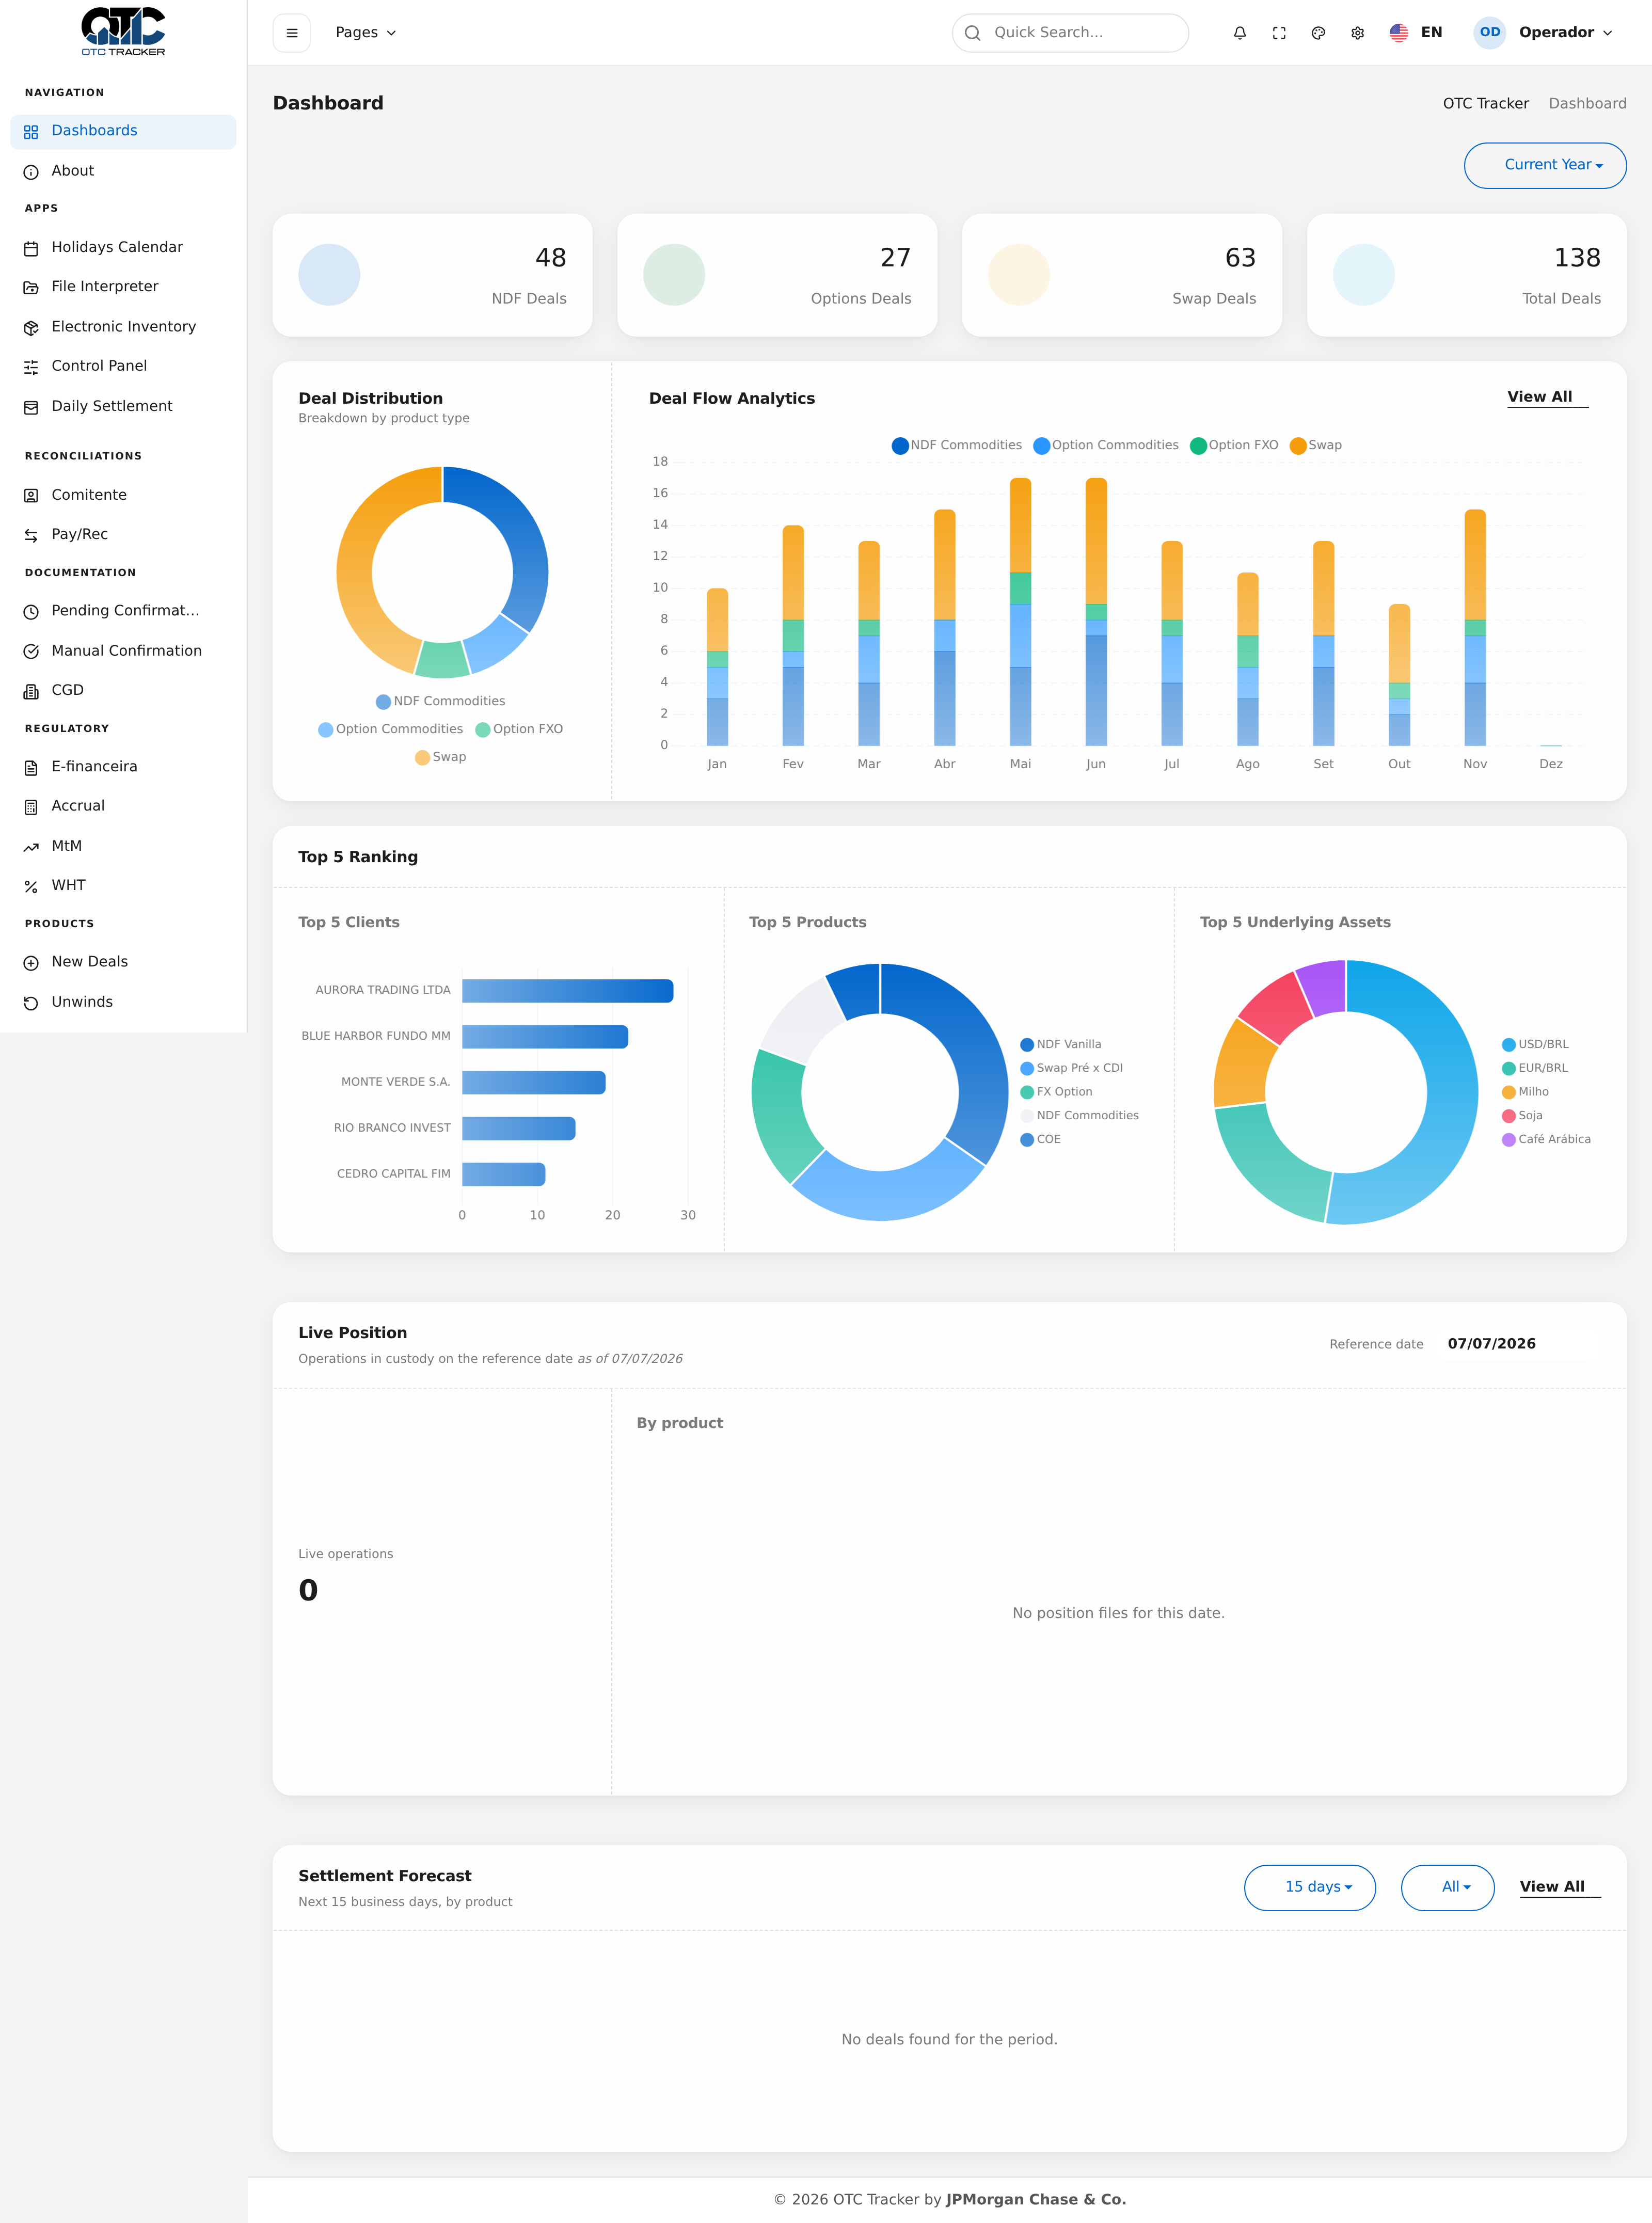 OTC
OTC TRACKER
Pages
Quick Search...
EN
OD
Operador
NAVIGATION
Dashboards
About
APPS
Holidays Calendar
File Interpreter
Electronic Inventory
Control Panel
Daily Settlement
RECONCILIATIONS
Comitente
Pay/Rec
DOCUMENTATION
Pending Confirmat...
Manual Confirmation
CGD
REGULATORY
E-financeira
Accrual
MtM
WHT
PRODUCTS
New Deals
Unwinds
Dashboard
OTC Tracker Dashboard
Current Year
48
NDF Deals
27
Options Deals
63
Swap Deals
138
Total Deals
Deal Distribution
Breakdown by product type
NDF Commodities
Option Commodities Option FXO
Swap
Deal Flow Analytics
View All
NDF Commodities Option Commodities Option FXO Swap
18
16
14
12
10
8
6
4
2
0
Jan Fev Mar Abr Mai Jun Jul Ago Set Out Nov Dez
Top 5 Ranking
Top 5 Clients
AURORA TRADING LTDA
BLUE HARBOR FUNDO MM
MONTE VERDE S.A.
RIO BRANCO INVEST
CEDRO CAPITAL FIM
0 10 20 30
Top 5 Products
NDF Vanilla
Swap Pré x CDI
FX Option
NDF Commodities
COE
Top 5 Underlying Assets
USD/BRL
EUR/BRL
Milho
Soja
Café Arábica
Live Position
Operations in custody on the reference date as of 07/07/2026
Reference date 07/07/2026
Live operations
0
By product
No position files for this date.
Settlement Forecast
Next 15 business days, by product
15 days
All
View All
No deals found for the period.
© 2026 OTC Tracker by JPMorgan Chase & Co.